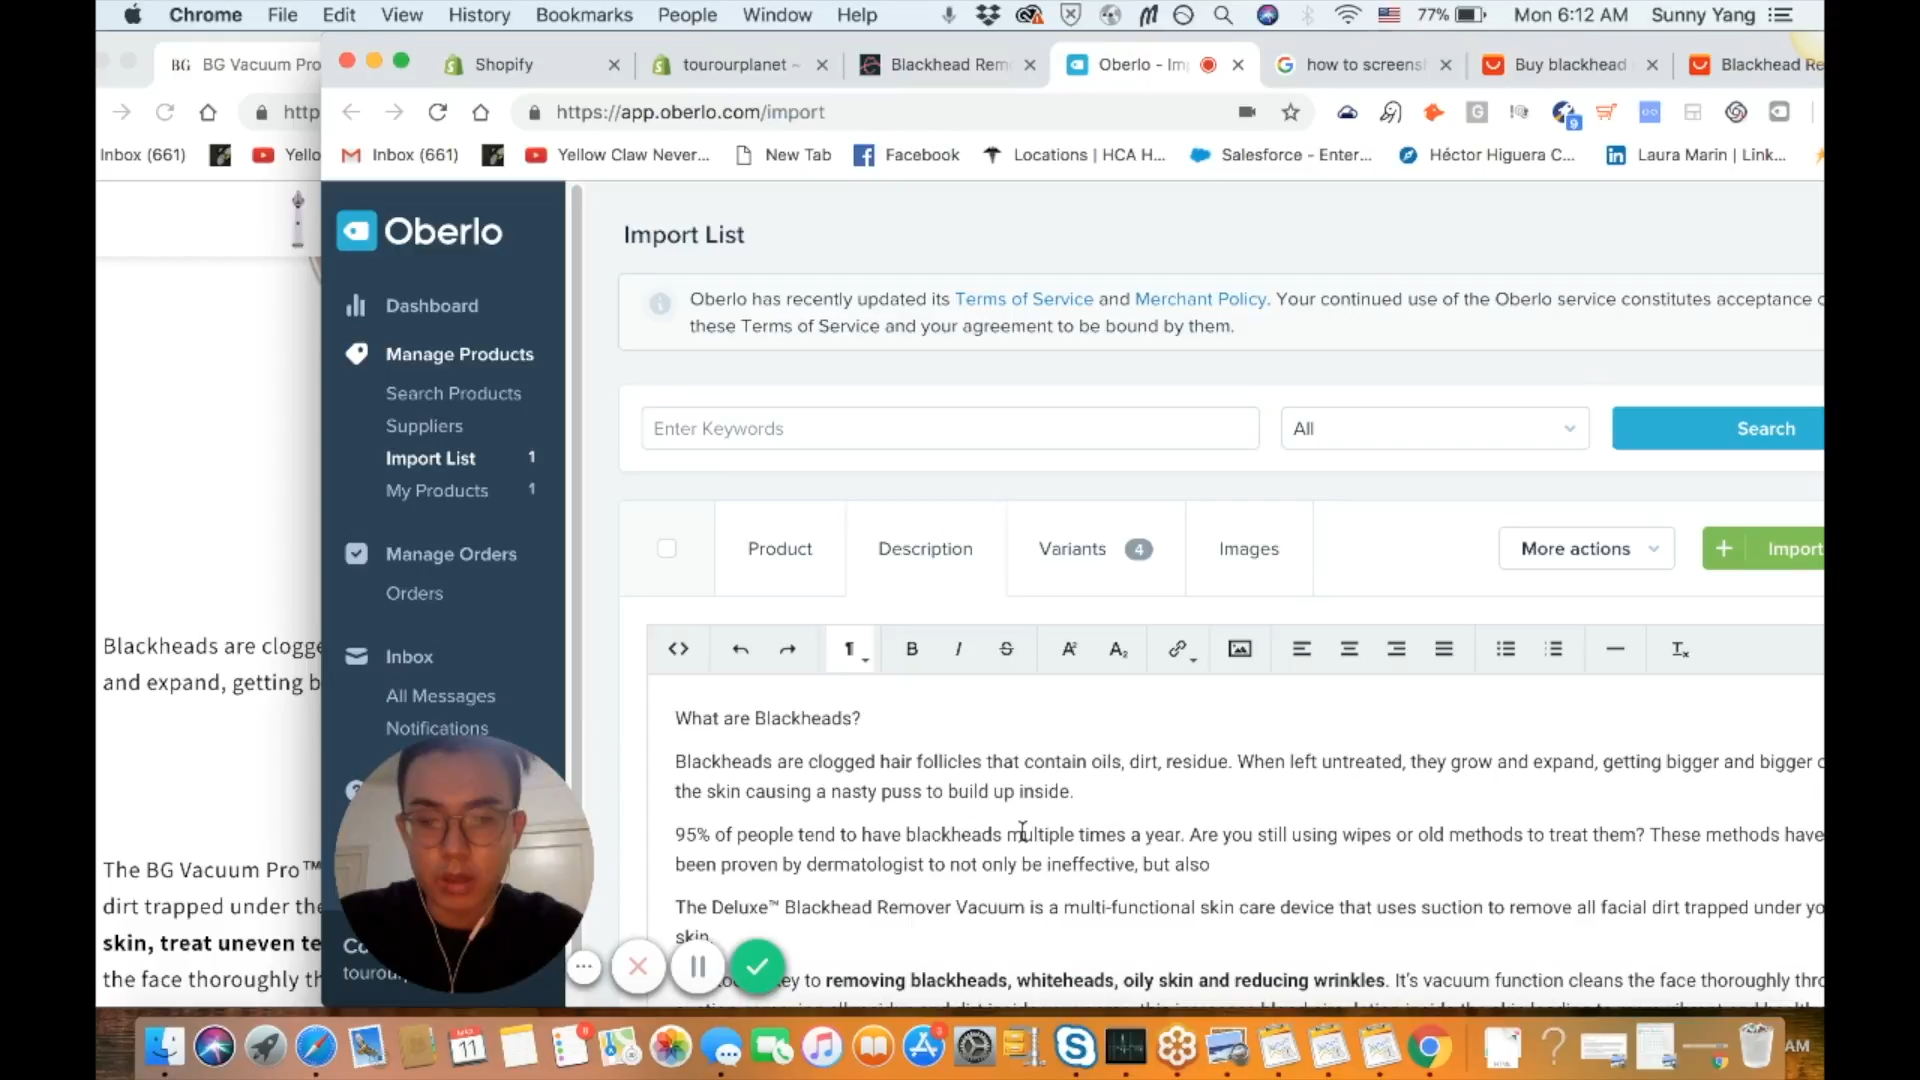 Chrome File Edit View History Bookmarks People Window Help 77% Mon 6:12 AM Sunny Yang
BG BG Vacuum Pro
Shopify
tourourplanet ~
Blackhead Rem
Oberlo - Im
how to screens
Buy blackhead
Blackhead Re
http
https://app.oberlo.com/import
9
Inbox (661) Yello
Inbox (661) Yellow Claw Never... New Tab Facebook Locations | HCA H... Salesforce - Enter... Héctor Higuera C... Laura Marin | Link...
Oberlo
Dashboard
Manage Products
Search Products
Suppliers
Import List 1
My Products 1
Manage Orders
Orders
Inbox
All Messages
Notifications
Co
tourou
Import List
Oberlo has recently updated its Terms of Service and Merchant Policy. Your continued use of the Oberlo service constitutes acceptance o
these Terms of Service and your agreement to be bound by them.
Enter Keywords All Search
Product Description Variants 4 Images More actions + Import
What are Blackheads?
Blackheads are clogged hair follicles that contain oils, dirt, residue. When left untreated, they grow and expand, getting bigger and bigger o
the skin causing a nasty puss to build up inside.
95% of people tend to have blackheads multiple times a year. Are you still using wipes or old methods to treat them? These methods have
been proven by dermatologist to not only be ineffective, but also
The Deluxe™ Blackhead Remover Vacuum is a multi-functional skin care device that uses suction to remove all facial dirt trapped under yo
skin.
ey to removing blackheads, whiteheads, oily skin and reducing wrinkles. It's vacuum function cleans the face thoroughly thro
Blackheads are clogge
and expand, getting b
The BG Vacuum Pro™
dirt trapped under the
skin, treat uneven te
the face thoroughly th
11
8
3
AM